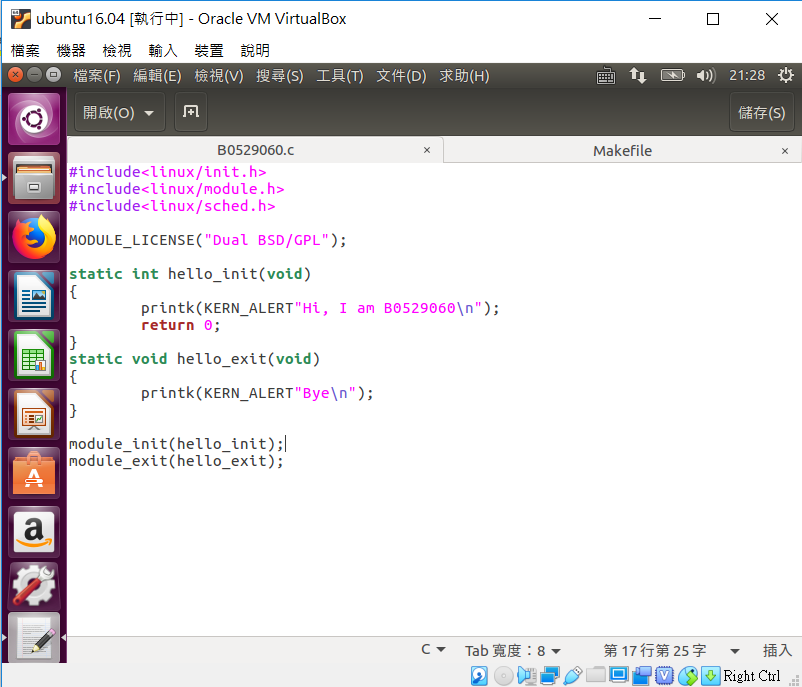 ubuntu16.04 [執行中] - Oracle VM VirtualBox
檔案 機器 檢視 輸入 裝置 說明
檔案(F) 編輯(E) 檢視(V) 搜尋(S) 工具(T) 文件(D) 求助(H) 21:28
開啟(O) 儲存(S)
B0529060.c × Makefile ×
#include<linux/init.h>
#include<linux/module.h>
#include<linux/sched.h>
MODULE_LICENSE("Dual BSD/GPL");
static int hello_init(void)
{
        printk(KERN_ALERT"Hi, I am B0529060\n");
        return 0;
}
static void hello_exit(void)
{
        printk(KERN_ALERT"Bye\n");
}
module_init(hello_init);
module_exit(hello_exit);
C Tab 寬度：8 第 17 行第 25 字 插入
Right Ctrl